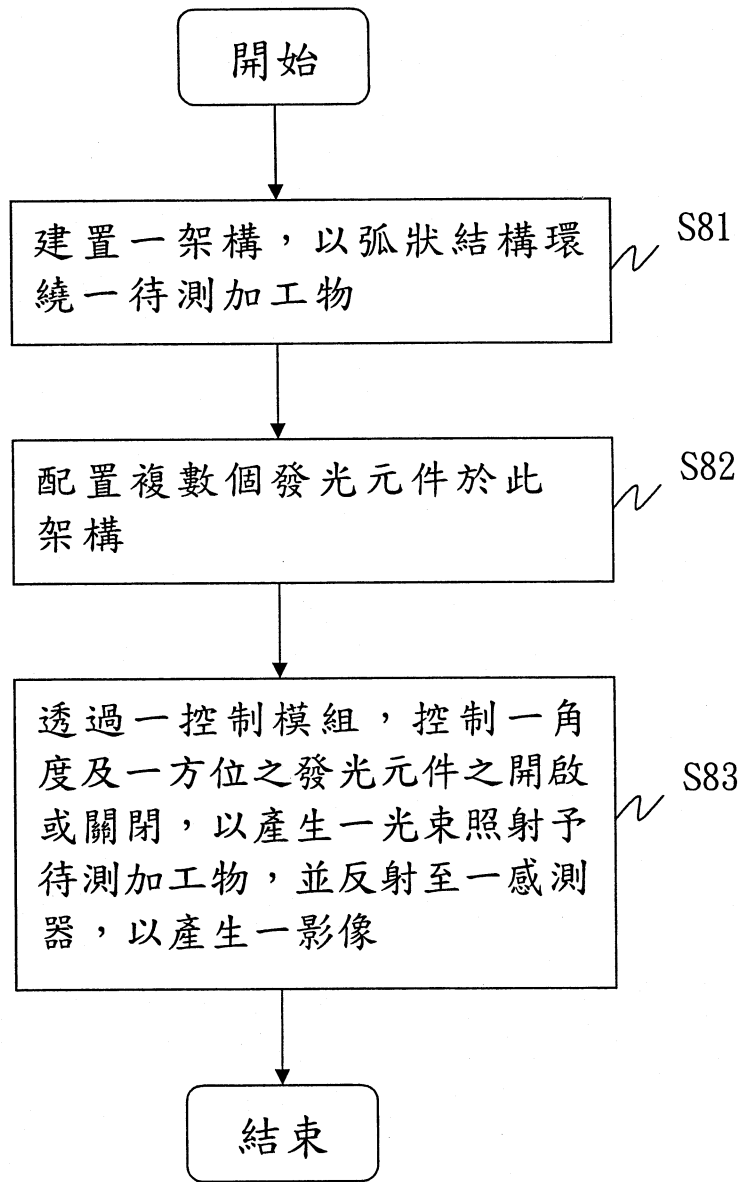 開始
建置一架構，以弧狀結構環
繞一待測加工物
S81
配置複數個發光元件於此
架構
S82
透過一控制模組，控制一角
度及一方位之發光元件之開啟
或關閉，以產生一光束照射予
待測加工物，並反射至一感測
器，以產生一影像
S83
結束